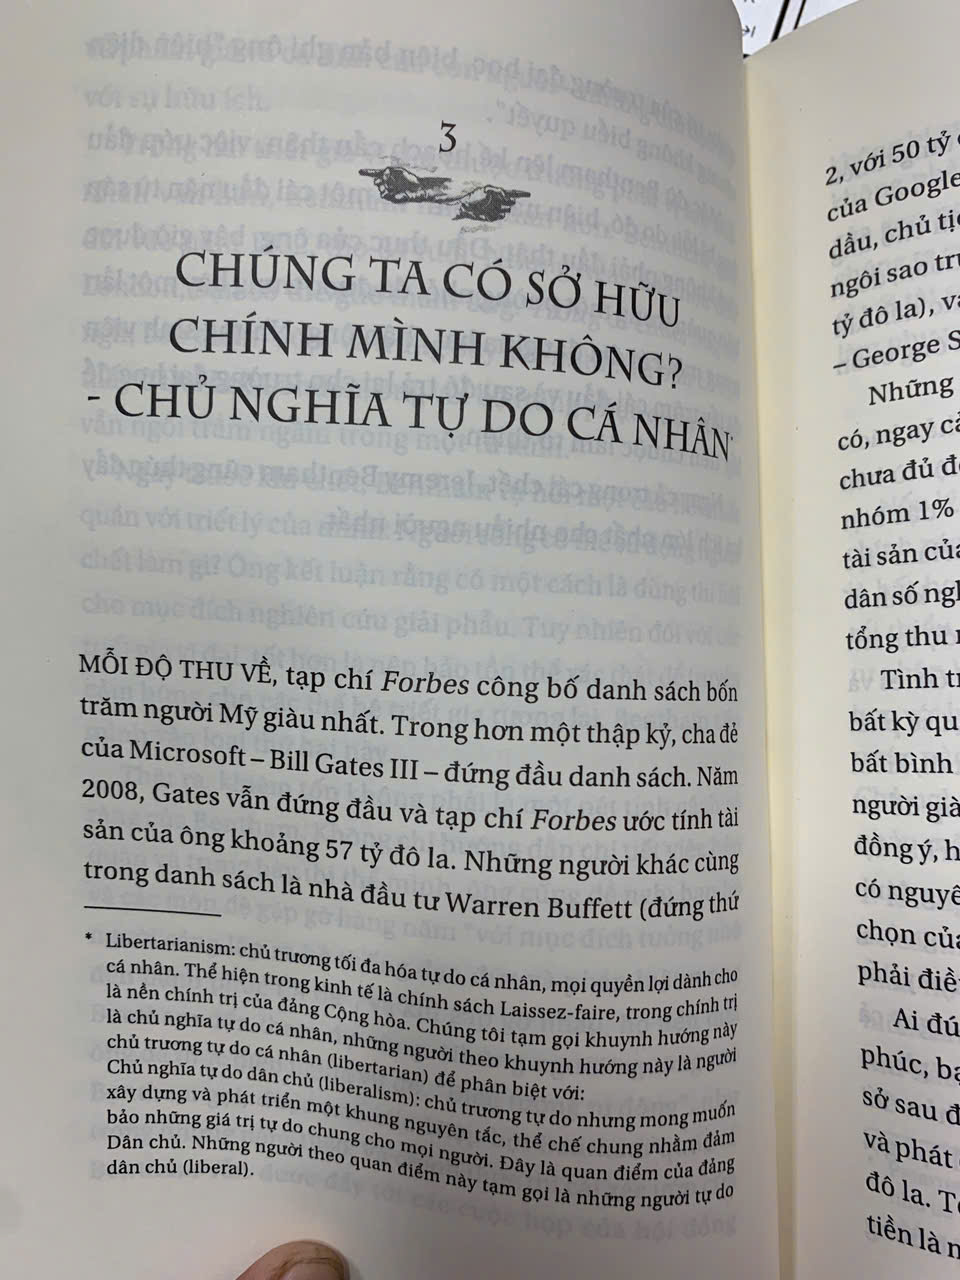 3
CHÚNG TA CÓ SỞ HỮU
CHÍNH MÌNH KHÔNG?
- CHỦ NGHĨA TỰ DO CÁ NHÂN*
MỖI ĐỘ THU VỀ, tạp chí Forbes công bố danh sách bốn
trăm người Mỹ giàu nhất. Trong hơn một thập kỷ, cha đẻ
của Microsoft – Bill Gates III – đứng đầu danh sách. Năm
2008, Gates vẫn đứng đầu và tạp chí Forbes ước tính tài
sản của ông khoảng 57 tỷ đô la. Những người khác cùng
trong danh sách là nhà đầu tư Warren Buffett (đứng thứ
* Libertarianism: chủ trương tối đa hóa tự do cá nhân, mọi quyền lợi dành cho
cá nhân. Thể hiện trong kinh tế là chính sách Laissez-faire, trong chính trị
là nền chính trị của đảng Cộng hòa. Chúng tôi tạm gọi khuynh hướng này
là chủ nghĩa tự do cá nhân, những người theo khuynh hướng này là người
chủ trương tự do cá nhân (libertarian) để phân biệt với:
Chủ nghĩa tự do dân chủ (liberalism): chủ trương tự do nhưng mong muốn
xây dựng và phát triển một khung nguyên tắc, thể chế chung nhằm đảm
bảo những giá trị tự do chung cho mọi người. Đây là quan điểm của đảng
Dân chủ. Những người theo quan điểm này tạm gọi là những người tự do
dân chủ (liberal).
2, với 50 tỷ
của Google
dầu, chủ
ngôi sao
tỷ đô la),
– George
Những
có, ngay
chưa đủ
nhóm 1%
tài sản của
dân số
tổng thu
Tình
bất kỳ
bất bình
người
đồng ý,
có
chọn
phải
Ai
phúc,
sở sau
và phát
đô la.
tiền là